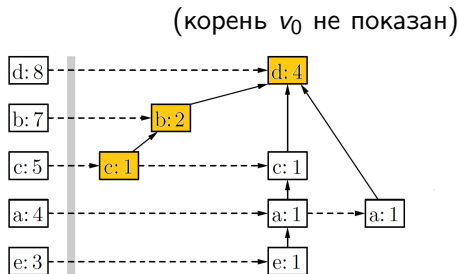 (корень v₀ не показан)
d: 8 d: 4
b: 7 b: 2
c: 5 c: 1 c: 1
a: 4 a: 1 a: 1
e: 3 e: 1